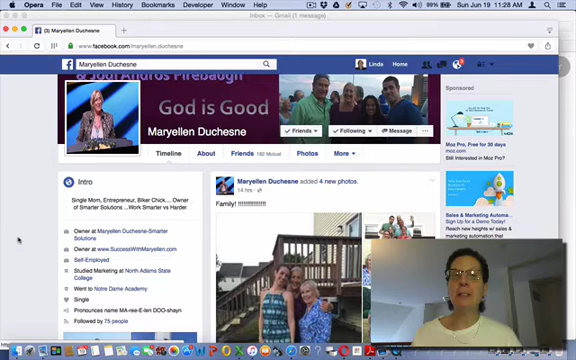 Opera File Edit View History Bookmarks Developer Window Help
Sun Jun 19 11:28 AM
Inbox — Gmail (1 message)
(3) Maryellen Duchesne
www.facebook.com/maryellen.duchesne
Maryellen Duchesne
Linda Home
& Jodi Andros Firebaugh
God is Good
Maryellen Duchesne
Friends Following Message
Timeline About Friends 162 Mutual Photos More
Intro
Single Mom, Entrepreneur, Biker Chick... Owner
of Smarter Solutions ...Work Smarter vs Harder
Owner at Maryellen Duchesne-Smarter
Solutions
Owner at www.SuccessWithMaryellen.com
Self-Employed
Studied Marketing at North Adams State
College
Went to Notre Dame Academy
Single
Pronounces name MA-ree-E-len DOO-shayn
Followed by 75 people
Maryellen Duchesne added 4 new photos.
14 hrs
Family! !!!!!!!!!!!!!!!
Sponsored
Moz Pro, Free for 30 days
moz.com
Still Interested in Moz Pro?
Sales & Marketing Automa...
Sign Up for a Demo Today!
Reach new heights w/ sales and
marketing automation that